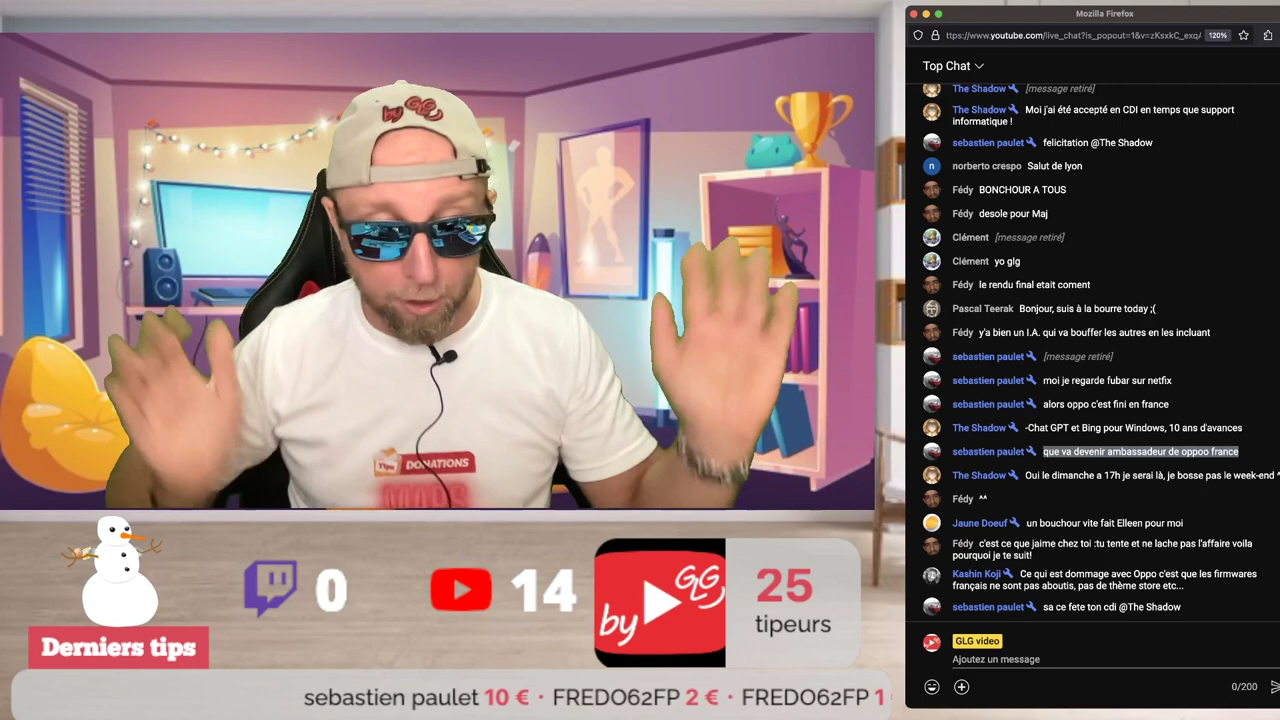 by GG
Tips DONATIONS
0
14
by GG
25
tipeurs
Derniers tips
sebastien paulet 10 € · FREDO62FP 2 € · FREDO62FP 1
Mozilla Firefox
ttps://www.youtube.com/live_chat?is_popout=1&v=zKsxkC_exq/ 120%
Top Chat
The Shadow [message retiré]
The Shadow Moi j'ai été accepté en CDI en temps que support
informatique !
sebastien paulet felicitation @The Shadow
n norberto crespo Salut de lyon
Fédy BONCHOUR A TOUS
Fédy desole pour Maj
Clément [message retiré]
Clément yo glg
Fédy le rendu final etait coment
Pascal Teerak Bonjour, suis à la bourre today ;(
Fédy y'a bien un I.A. qui va bouffer les autres en les incluant
sebastien paulet [message retiré]
sebastien paulet moi je regarde fubar sur netfix
sebastien paulet alors oppo c'est fini en france
The Shadow -Chat GPT et Bing pour Windows, 10 ans d'avances
sebastien paulet que va devenir ambassadeur de oppoo france
The Shadow Oui le dimanche a 17h je serai là, je bosse pas le week-end ^
Fédy ^^
Jaune Doeuf un bouchour vite fait Elleen pour moi
Fédy c'est ce que jaime chez toi :tu tente et ne lache pas l'affaire voila
pourquoi je te suit!
Kashin Koji Ce qui est dommage avec Oppo c'est que les firmwares
français ne sont pas aboutis, pas de thème store etc...
sebastien paulet sa ce fete ton cdi @The Shadow
GLG video
Ajoutez un message
0/200